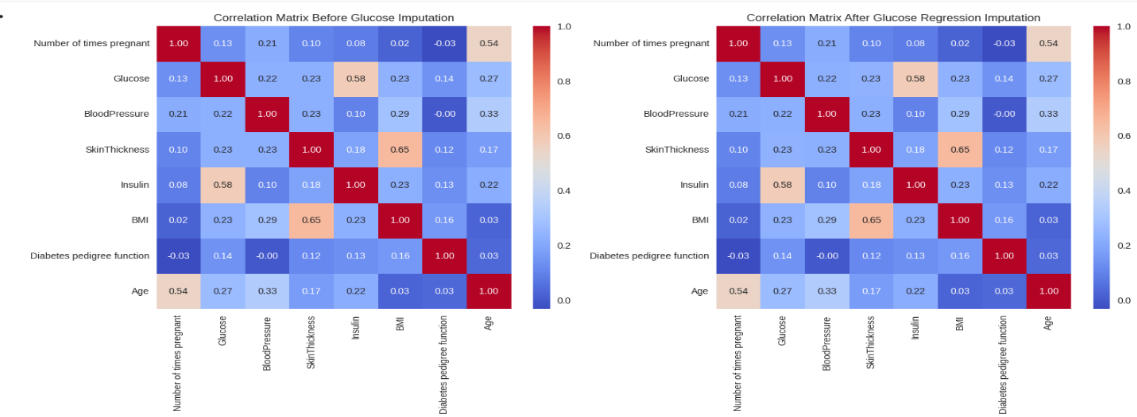 Correlation Matrix Before Glucose Imputation
Number of times pregnant 1.00 0.13 0.21 0.10 0.08 0.02 -0.03 0.54
Glucose 0.13 1.00 0.22 0.23 0.58 0.23 0.14 0.27
BloodPressure 0.21 0.22 1.00 0.23 0.10 0.29 -0.00 0.33
SkinThickness 0.10 0.23 0.23 1.00 0.18 0.65 0.12 0.17
Insulin 0.08 0.58 0.10 0.18 1.00 0.23 0.13 0.22
BMI 0.02 0.23 0.29 0.65 0.23 1.00 0.16 0.03
Diabetes pedigree function -0.03 0.14 -0.00 0.12 0.13 0.16 1.00 0.03
Age 0.54 0.27 0.33 0.17 0.22 0.03 0.03 1.00
Number of times pregnant
Glucose
BloodPressure
SkinThickness
Insulin
BMI
Diabetes pedigree function
Age
1.0
0.8
0.6
0.4
0.2
0.0
Correlation Matrix After Glucose Regression Imputation
Number of times pregnant 1.00 0.13 0.21 0.10 0.08 0.02 -0.03 0.54
Glucose 0.13 1.00 0.22 0.23 0.58 0.23 0.14 0.27
BloodPressure 0.21 0.22 1.00 0.23 0.10 0.29 -0.00 0.33
SkinThickness 0.10 0.23 0.23 1.00 0.18 0.65 0.12 0.17
Insulin 0.08 0.58 0.10 0.18 1.00 0.23 0.13 0.22
BMI 0.02 0.23 0.29 0.65 0.23 1.00 0.16 0.03
Diabetes pedigree function -0.03 0.14 -0.00 0.12 0.13 0.16 1.00 0.03
Age 0.54 0.27 0.33 0.17 0.22 0.03 0.03 1.00
Number of times pregnant
Glucose
BloodPressure
SkinThickness
Insulin
BMI
Diabetes pedigree function
Age
1.0
0.8
0.6
0.4
0.2
0.0